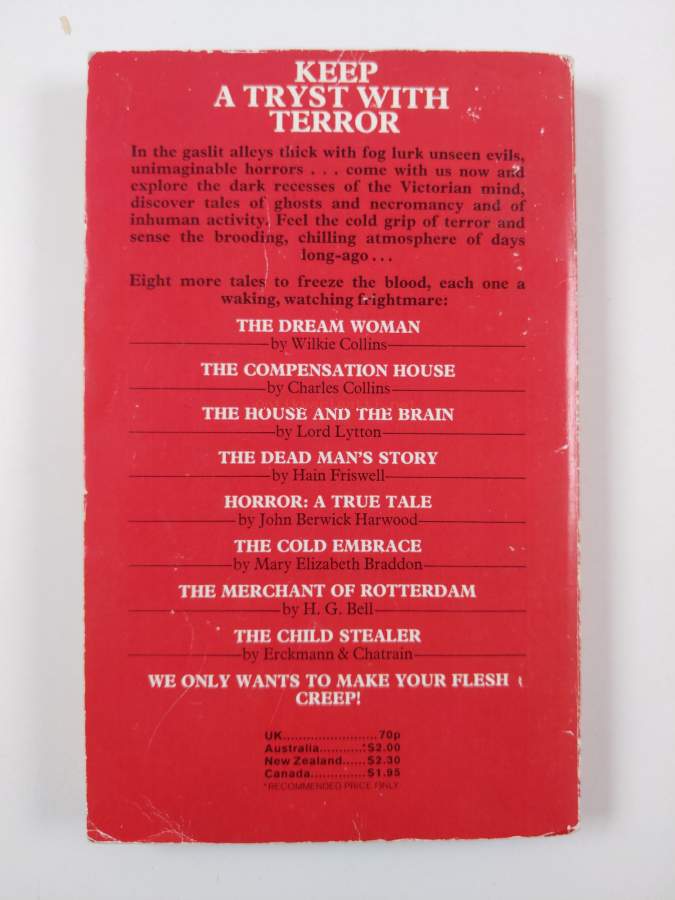 KEEP
A TRYST WITH
TERROR
In the gaslit alleys thick with fog lurk unseen evils,
unimaginable horrors . . . come with us now and
explore the dark recesses of the Victorian mind,
discover tales of ghosts and necromancy and of
inhuman activity. Feel the cold grip of terror and
sense the brooding, chilling atmosphere of days
long-ago . . .
Eight more tales to freeze the blood, each one a
waking, watching frightmare:
THE DREAM WOMAN
by Wilkie Collins
THE COMPENSATION HOUSE
by Charles Collins
THE HOUSE AND THE BRAIN
by Lord Lytton
THE DEAD MAN'S STORY
by Hain Friswell
HORROR: A TRUE TALE
by John Berwick Harwood
THE COLD EMBRACE
by Mary Elizabeth Braddon
THE MERCHANT OF ROTTERDAM
by H. G. Bell
THE CHILD STEALER
by Erckmann & Chatrain
WE ONLY WANTS TO MAKE YOUR FLESH
CREEP!
UK........................70p
Australia...........*$2.00
New Zealand......$2.30
Canada..............$1.95
*RECOMMENDED PRICE ONLY